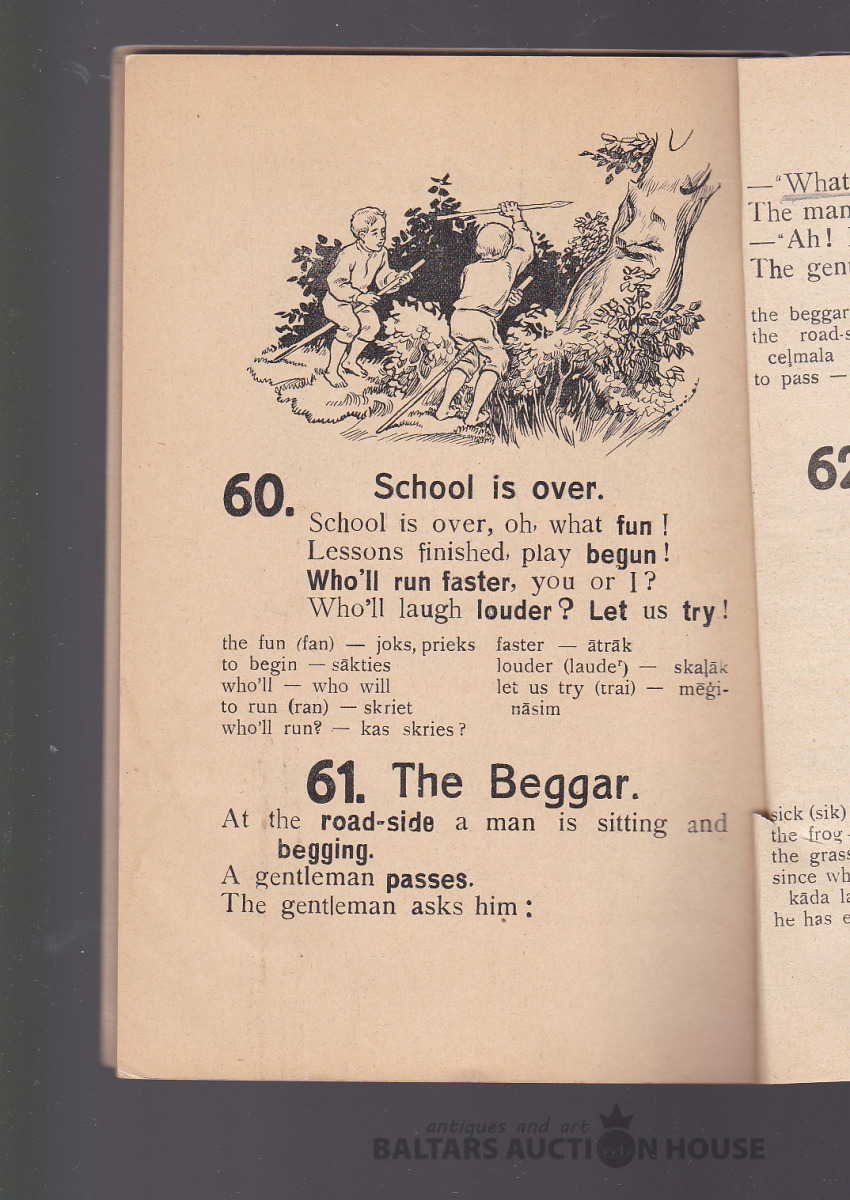 60. School is over.
School is over, oh, what fun!
Lessons finished, play begun!
Who'll run faster, you or I?
Who'll laugh louder? Let us try!
the fun (fan) — joks, prieks
to begin — sākties
who'll — who will
to run (ran) — skriet
who'll run? — kas skries?
faster — ātrāk
louder (laudeʳ) — skaļāk
let us try (trai) — mēģi-
nāsim
61. The Beggar.
At the road-side a man is sitting and
begging.
A gentleman passes.
The gentleman asks him:
—“What
The man
—“Ah!
The gent
the beggar
the road-s
ceļmala
to pass —
62
sick (sik)
the frog -
the grass
since wh
kāda la
he has e
antiques and art
BALTARS AUCTION HOUSE